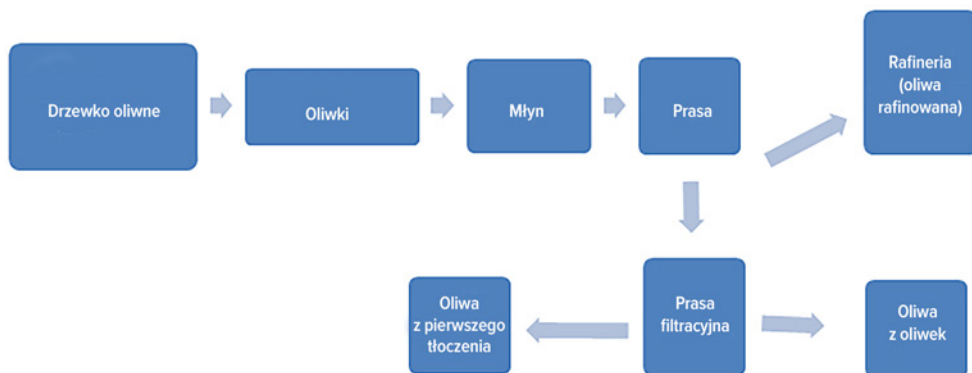 Drzewko oliwne
Oliwki
Młyn
Prasa
Rafineria
(oliwa
rafinowana)
Oliwa
z pierwszego
tłoczenia
Prasa
filtracyjna
Oliwa
z oliwek